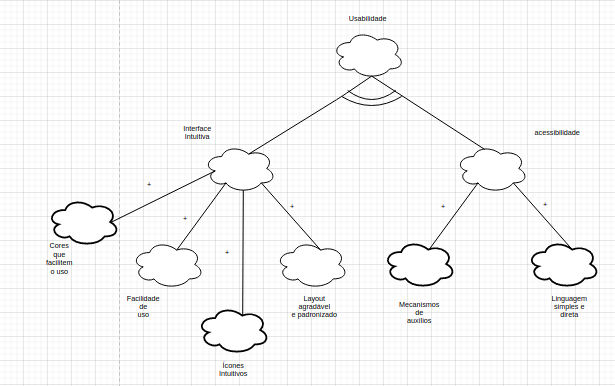 Usabilidade
Interface
Intuitiva
acessibilidade
+
+
+
+
+
+
Cores
que
facilitem
o uso
Facilidade
de
uso
Ícones
Intuitivos
Layout
agradável
e padronizado
Mecanismos
de
auxílios
Linguagem
simples e
direta